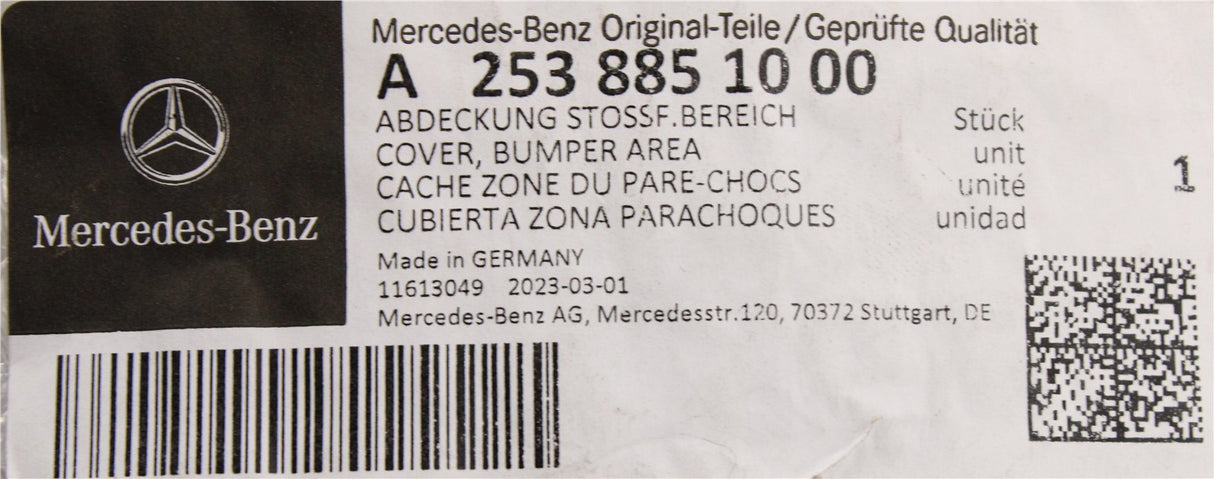 Mercedes-Benz
Mercedes-Benz Original-Teile/Geprüfte Qualität
A 253 885 10 00
ABDECKUNG STOSSF.BEREICH Stück
COVER, BUMPER AREA unit
CACHE ZONE DU PARE-CHOCS unité
1
CUBIERTA ZONA PARACHOQUES unidad
Made in GERMANY
11613049 2023-03-01
Mercedes-Benz AG, Mercedesstr.120, 70372 Stuttgart, DE